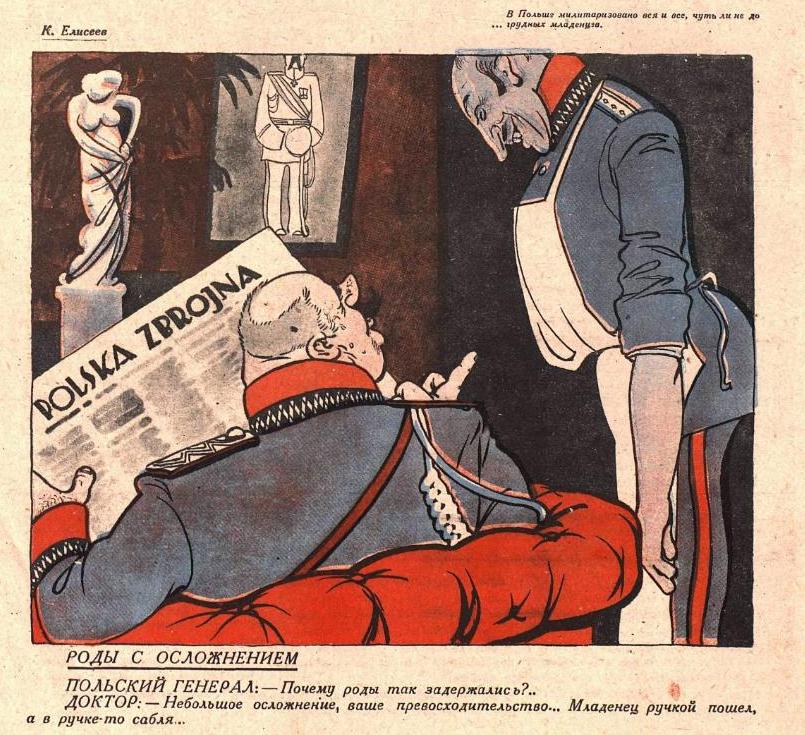 К. Елисеев
В Польше милитаризовано вся и все, чуть ли не до
... грудных младенцев.
POLSKA ZBROJNA
РОДЫ С ОСЛОЖНЕНИЕМ
ПОЛЬСКИЙ ГЕНЕРАЛ: — Почему роды так задержались?..
ДОКТОР: — Небольшое осложнение, ваше превосходительство... Младенец ручкой пошел,
а в ручке-то сабля...